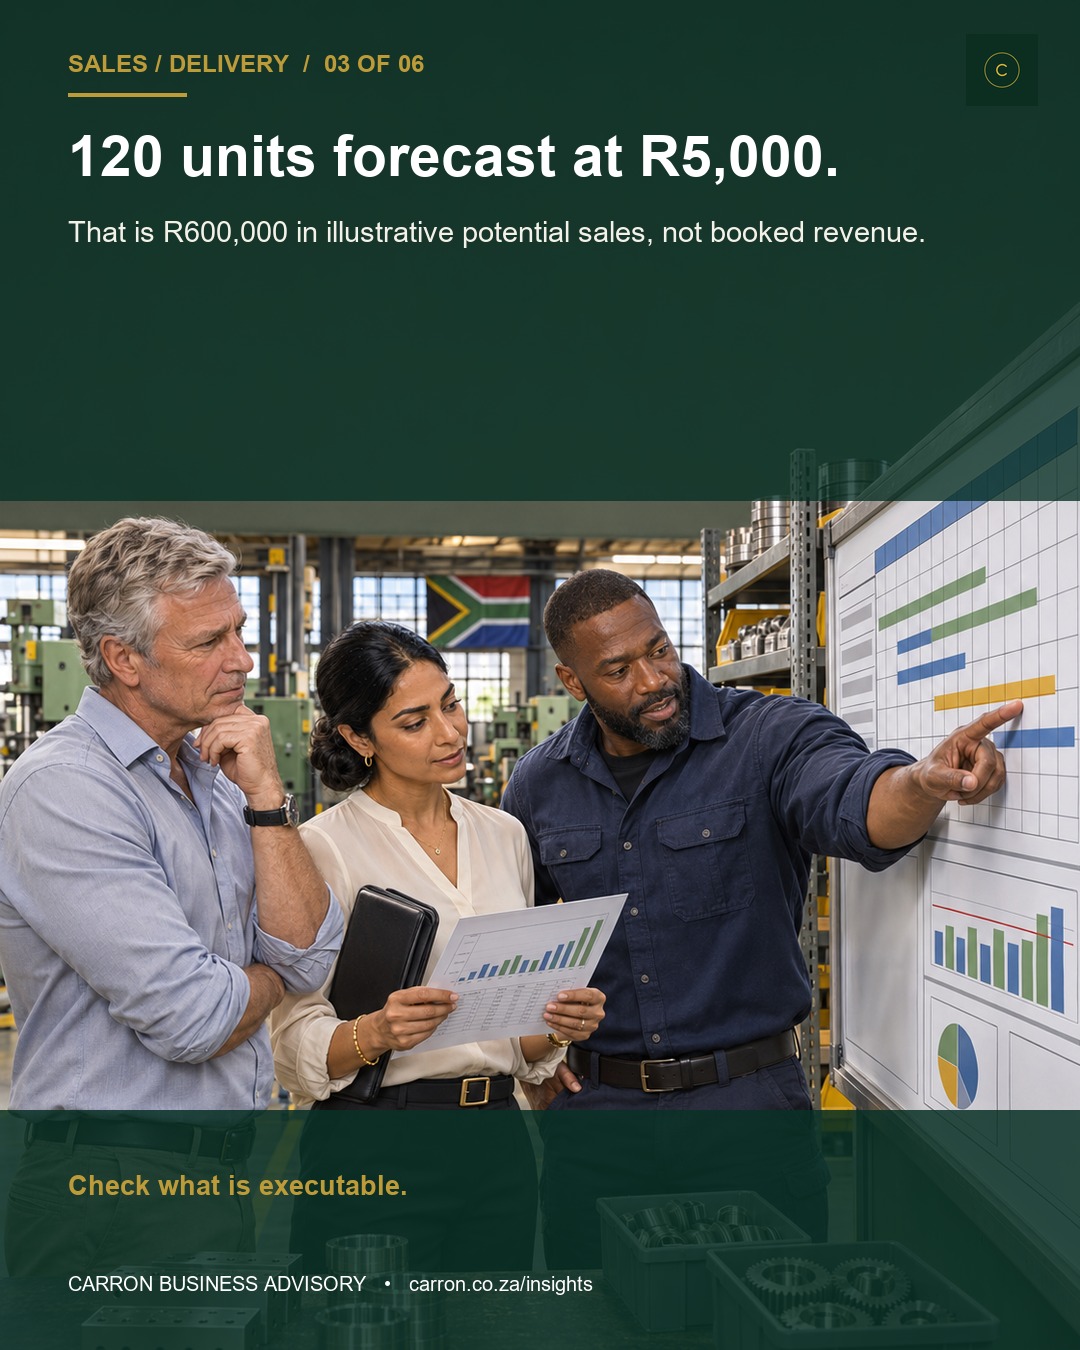 SALES / DELIVERY / 03 OF 06
C
120 units forecast at R5,000.
That is R600,000 in illustrative potential sales, not booked revenue.
Check what is executable.
CARRON BUSINESS ADVISORY • carron.co.za/insights